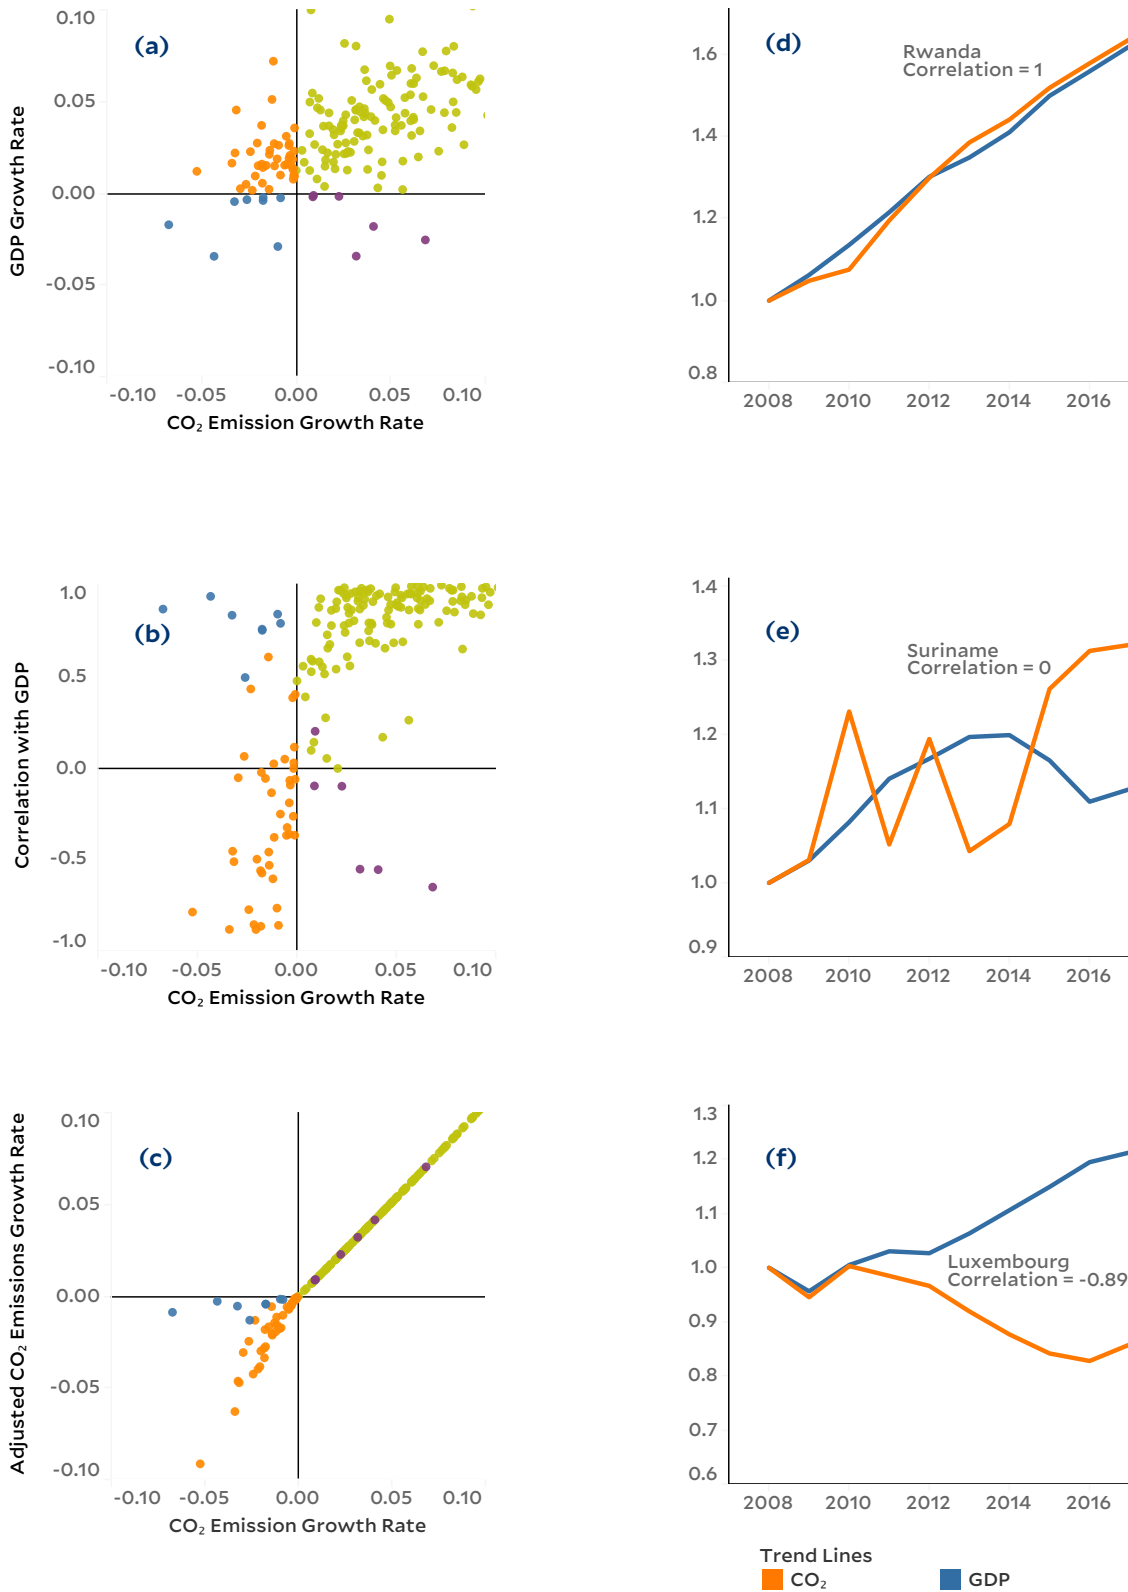 (a)
GDP Growth Rate
0.10
0.05
0.00
-0.05
-0.10
-0.10 -0.05 0.00 0.05 0.10
CO₂ Emission Growth Rate
(d)
Rwanda
Correlation = 1
1.6
1.4
1.2
1.0
0.8
2008 2010 2012 2014 2016
(b)
Correlation with GDP
1.0
0.5
0.0
-0.5
-1.0
-0.10 -0.05 0.00 0.05 0.10
CO₂ Emission Growth Rate
(e)
Suriname
Correlation = 0
1.4
1.3
1.2
1.1
1.0
0.9
2008 2010 2012 2014 2016
(c)
Adjusted CO₂ Emissions Growth Rate
0.10
0.05
0.00
-0.05
-0.10
-0.10 -0.05 0.00 0.05 0.10
CO₂ Emission Growth Rate
(f)
Luxembourg
Correlation = -0.89
1.3
1.2
1.1
1.0
0.9
0.8
0.7
0.6
2008 2010 2012 2014 2016
Trend Lines
CO₂ GDP